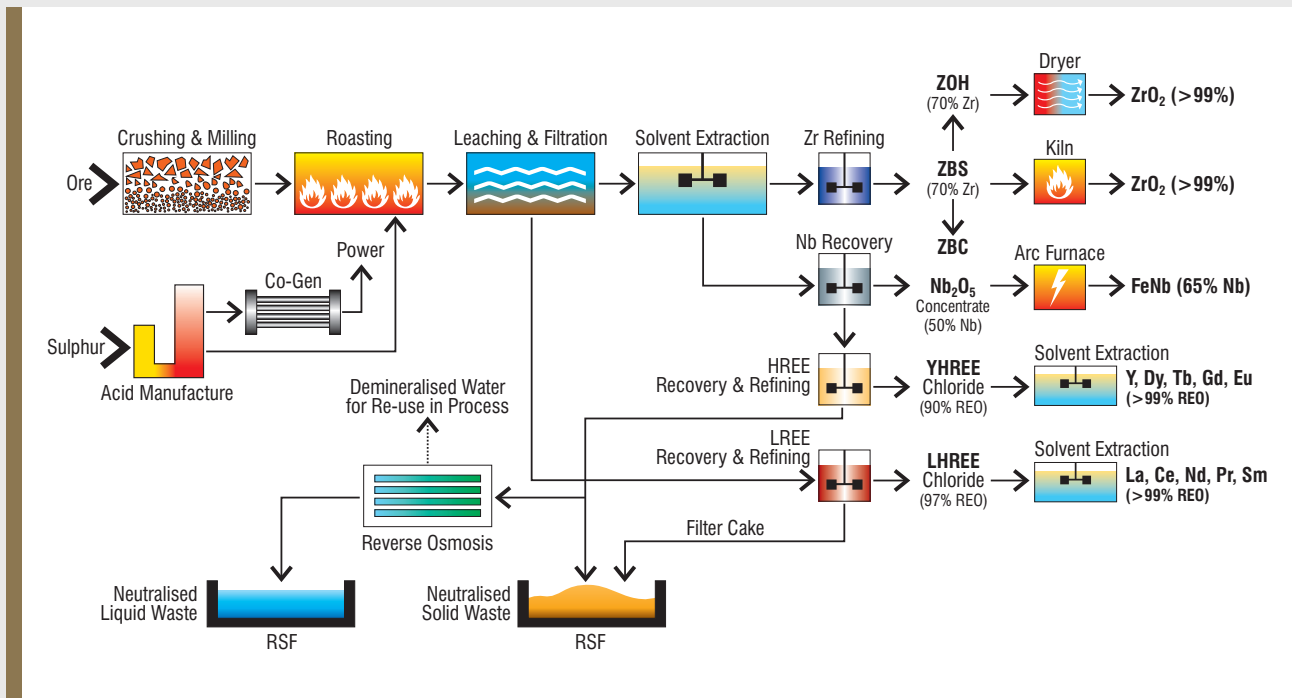 Crushing & Milling
Roasting
Leaching & Filtration
Solvent Extraction
Zr Refining
ZOH
(70% Zr)
Dryer
ZrO₂ (>99%)
Ore
ZBS
(70% Zr)
Kiln
ZrO₂ (>99%)
ZBC
Power
Co-Gen
Nb Recovery
Nb₂O₅
Concentrate
(50% Nb)
Arc Furnace
FeNb (65% Nb)
Sulphur
Acid Manufacture
HREE
Recovery & Refining
YHREE
Chloride
(90% REO)
Solvent Extraction
Y, Dy, Tb, Gd, Eu
(>99% REO)
Demineralised Water
for Re-use in Process
LREE
Recovery & Refining
LHREE
Chloride
(97% REO)
Solvent Extraction
La, Ce, Nd, Pr, Sm
(>99% REO)
Reverse Osmosis
Filter Cake
Neutralised
Liquid Waste
RSF
Neutralised
Solid Waste
RSF